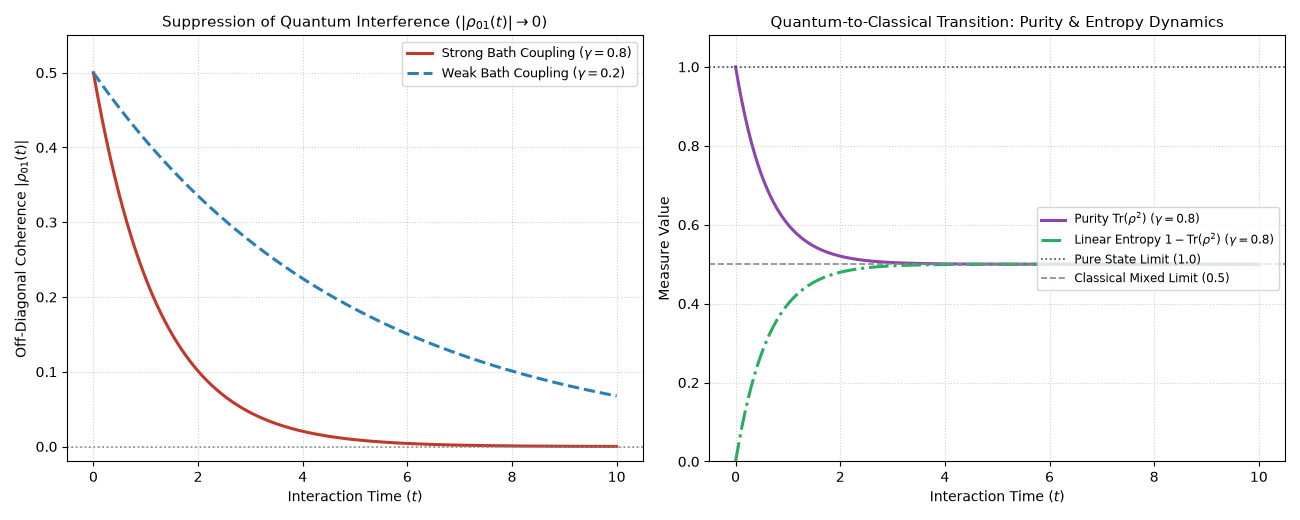 Suppression of Quantum Interference (|ρ₀₁(t)| → 0)
Off-Diagonal Coherence |ρ₀₁(t)|
0.5
0.4
0.3
0.2
0.1
0.0
Strong Bath Coupling (γ = 0.8)
Weak Bath Coupling (γ = 0.2)
0 2 4 6 8 10
Interaction Time (t)
Quantum-to-Classical Transition: Purity & Entropy Dynamics
Measure Value
1.0
0.8
0.6
0.4
0.2
0.0
Purity Tr(ρ²) (γ = 0.8)
Linear Entropy 1 − Tr(ρ²) (γ = 0.8)
Pure State Limit (1.0)
Classical Mixed Limit (0.5)
0 2 4 6 8 10
Interaction Time (t)